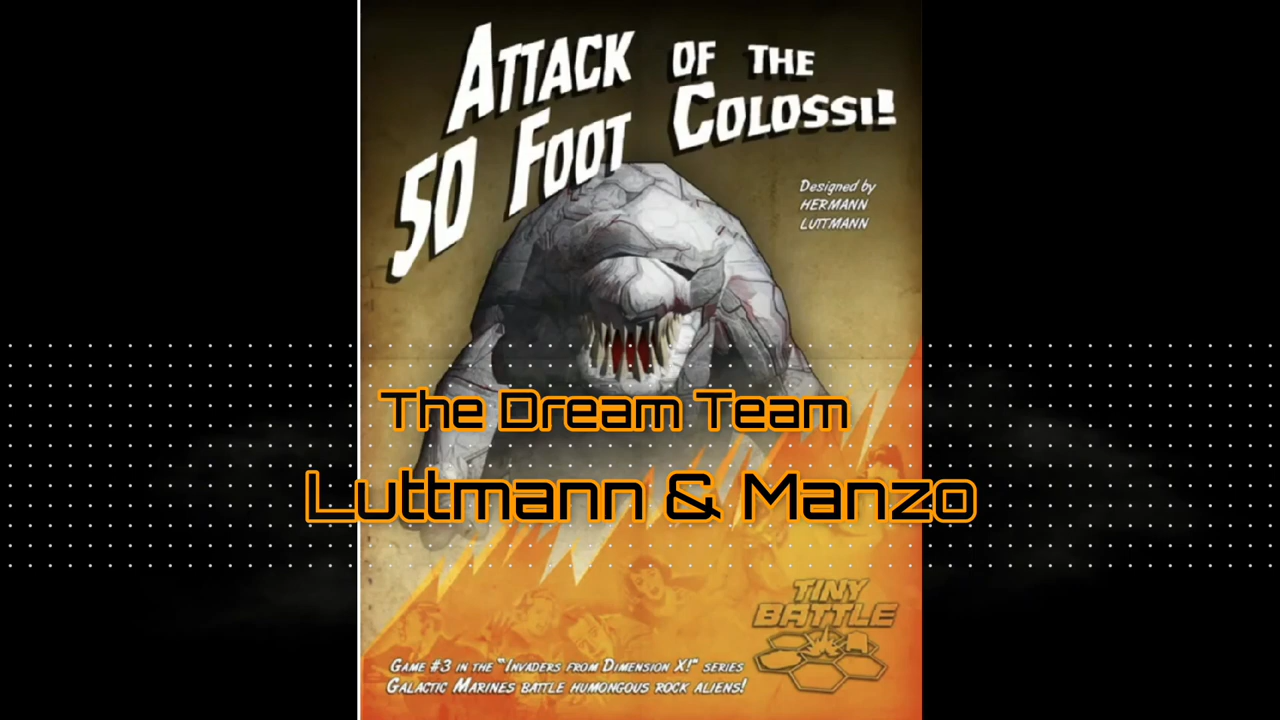 ATTACK OF THE
50 FOOT COLOSSI!
Designed by
HERMANN
LUTTMANN
The Dream Team
Luttmann & Manzo
TINY
BATTLE
GAME #3 IN THE "INVADERS FROM DIMENSION X!" SERIES
GALACTIC MARINES BATTLE HUMONGOUS ROCK ALIENS!